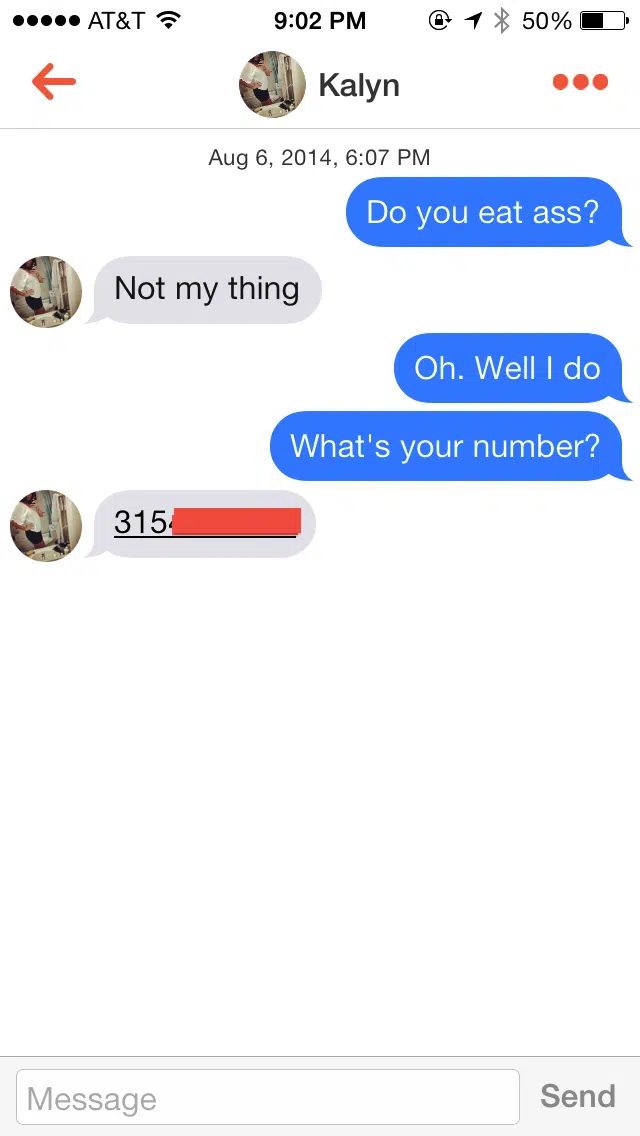 AT&T 9:02 PM 50%
Kalyn
Aug 6, 2014, 6:07 PM
Do you eat ass?
Not my thing
Oh. Well I do
What's your number?
315
Message Send